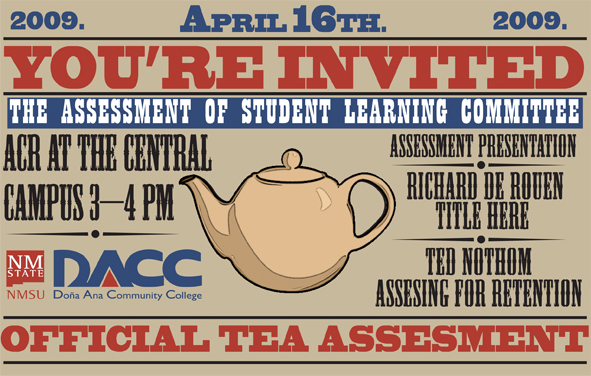 2009. APRIL 16TH. 2009.
YOU'RE INVITED
THE ASSESSMENT OF STUDENT LEARNING COMMITTEE
ACR AT THE CENTRAL
CAMPUS 3–4 PM
NM
STATE
NMSU
DACC
Doña Ana Community College
ASSESSMENT PRESENTATION
RICHARD DE ROUEN
TITLE HERE
TED NOTHOM
ASSESING FOR RETENTION
OFFICIAL TEA ASSESMENT